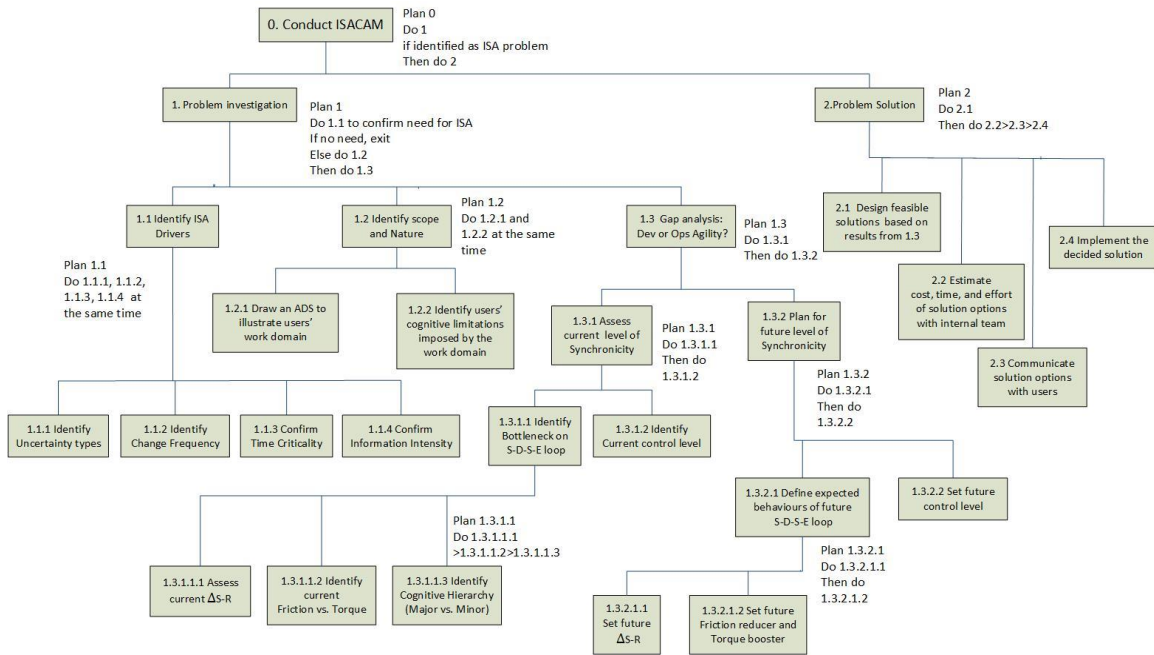 0. Conduct ISACAM
Plan 0
Do 1
if identified as ISA problem
Then do 2
1. Problem investigation
Plan 1
Do 1.1 to confirm need for ISA
If no need, exit
Else do 1.2
Then do 1.3
2.Problem Solution
Plan 2
Do 2.1
Then do 2.2>2.3>2.4
1.1 Identify ISA
Drivers
Plan 1.1
Do 1.1.1, 1.1.2,
1.1.3, 1.1.4 at
the same time
1.2 Identify scope
and Nature
Plan 1.2
Do 1.2.1 and
1.2.2 at the same
time
1.3 Gap analysis:
Dev or Ops Agility?
Plan 1.3
Do 1.3.1
Then do 1.3.2
2.1 Design feasible
solutions based on
results from 1.3
2.4 Implement the
decided solution
2.2 Estimate
cost, time, and effort
of solution options
with internal team
2.3 Communicate
solution options
with users
1.2.1 Draw an ADS to
illustrate users'
work domain
1.2.2 Identify users'
cognitive limitations
imposed by the
work domain
1.3.1 Assess
current level of
Synchronicity
Plan 1.3.1
Do 1.3.1.1
Then do
1.3.1.2
1.3.2 Plan for
future level of
Synchronicity
Plan 1.3.2
Do 1.3.2.1
Then do
1.3.2.2
1.1.1 Identify
Uncertainty types
1.1.2 Identify
Change Frequency
1.1.3 Confirm
Time Criticality
1.1.4 Confirm
Information Intensity
1.3.1.1 Identify
Bottleneck on
S-D-S-E loop
1.3.1.2 Identify
Current control level
1.3.2.1 Define expected
behaviours of future
S-D-S-E loop
1.3.2.2 Set future
control level
Plan 1.3.1.1
Do 1.3.1.1.1
>1.3.1.1.2>1.3.1.1.3
Plan 1.3.2.1
Do 1.3.2.1.1
Then do
1.3.2.1.2
1.3.1.1.1 Assess
current ΔS-R
1.3.1.1.2 Identify
current
Friction vs. Torque
1.3.1.1.3 Identify
Cognitive Hierarchy
(Major vs. Minor)
1.3.2.1.1
Set future
ΔS-R
1.3.2.1.2 Set future
Friction reducer and
Torque booster